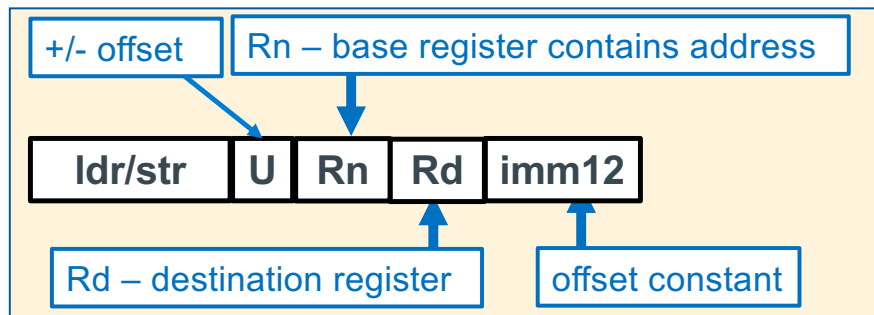 +/- offset
Rn – base register contains address
ldr/str U Rn Rd imm12
Rd – destination register
offset constant